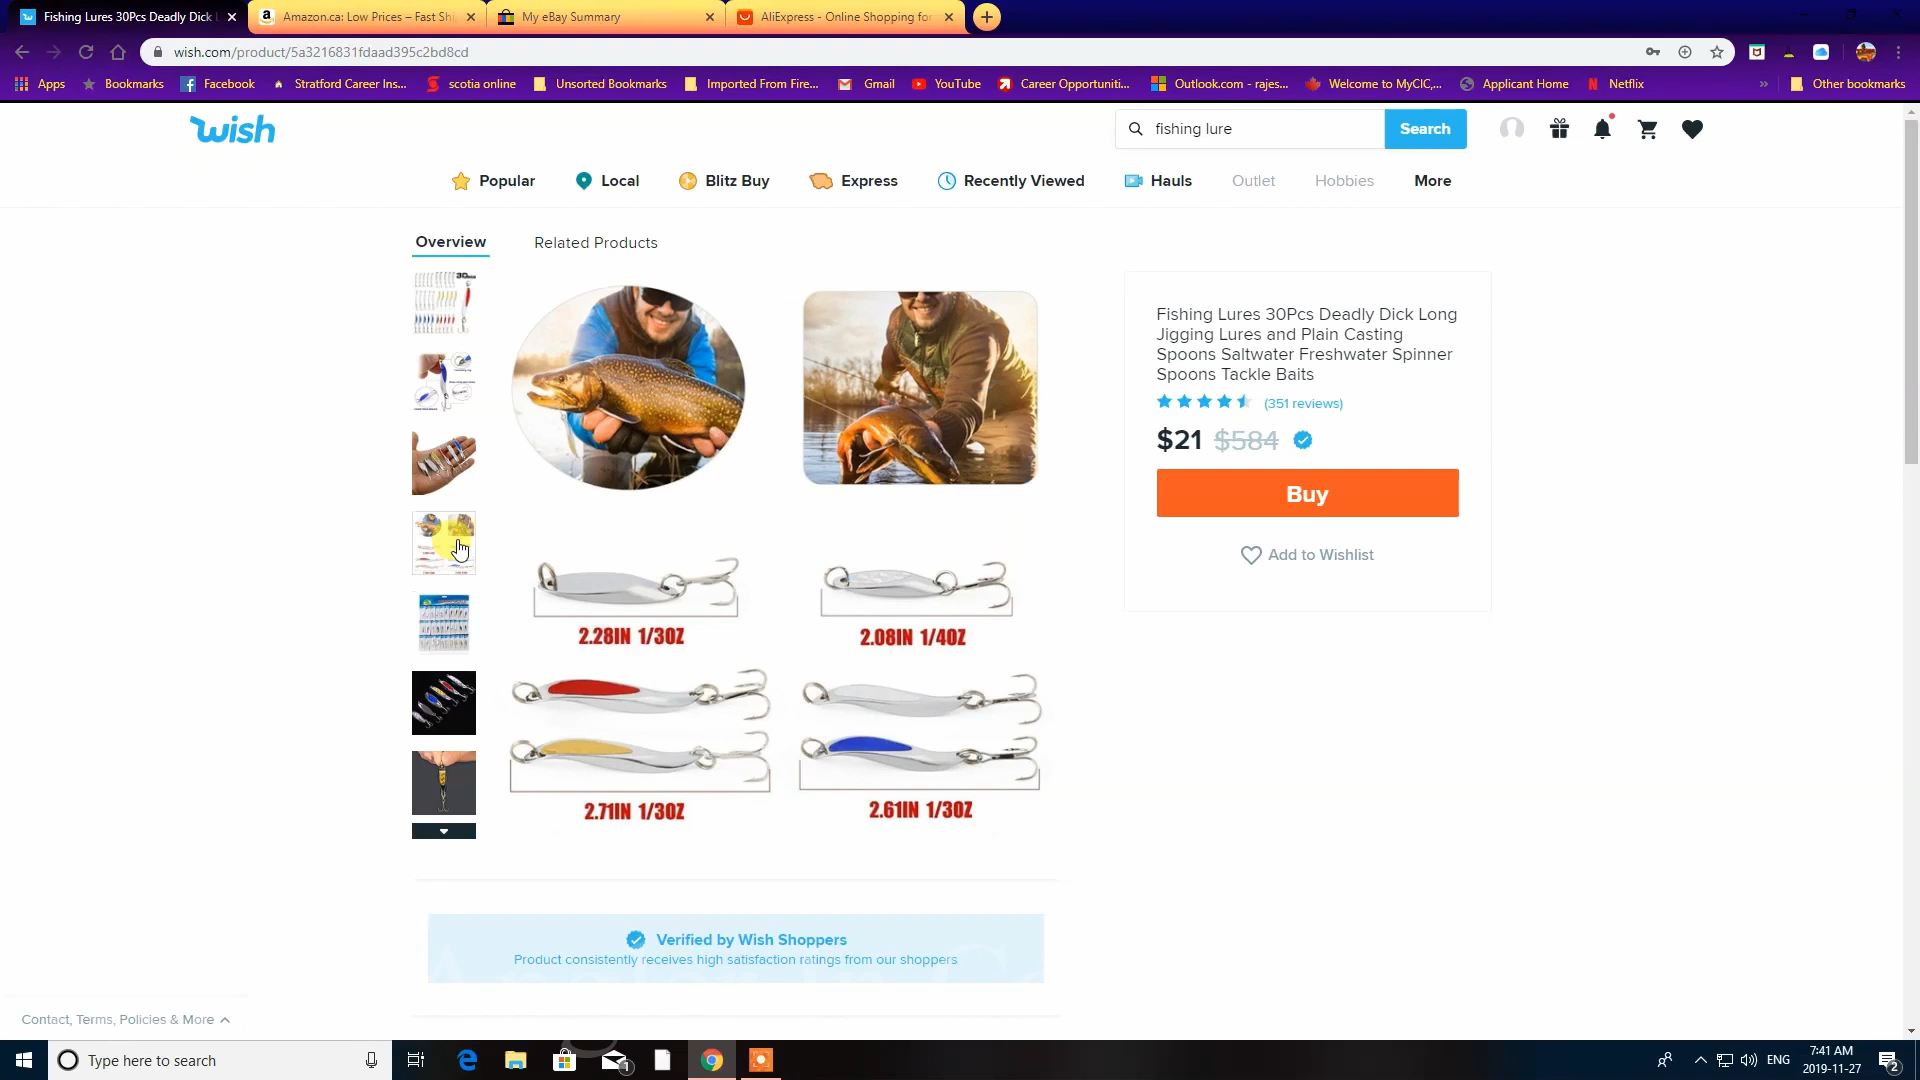 Fishing Lures 30Pcs Deadly Dick L
Amazon.ca: Low Prices – Fast Shi
My eBay Summary
AliExpress - Online Shopping for
wish.com/product/5a3216831fdaad395c2bd8cd
Apps
Bookmarks
Facebook
Stratford Career Ins...
scotia online
Unsorted Bookmarks
Imported From Fire...
Gmail
YouTube
Career Opportuniti...
Outlook.com - rajes...
Welcome to MyCIC,...
Applicant Home
Netflix
»
Other bookmarks
wish
fishing lure
Search
Popular
Local
Blitz Buy
Express
Recently Viewed
Hauls
Outlet
Hobbies
More
Overview
Related Products
Fishing Lures 30Pcs Deadly Dick Long
Jigging Lures and Plain Casting
Spoons Saltwater Freshwater Spinner
Spoons Tackle Baits
(351 reviews)
$21 $584
Buy
Add to Wishlist
2.28IN 1/3OZ
2.08IN 1/4OZ
2.71IN 1/3OZ
2.61IN 1/3OZ
Verified by Wish Shoppers
Product consistently receives high satisfaction ratings from our shoppers
Contact, Terms, Policies & More
Type here to search
1
ENG
7:41 AM
2019-11-27
2